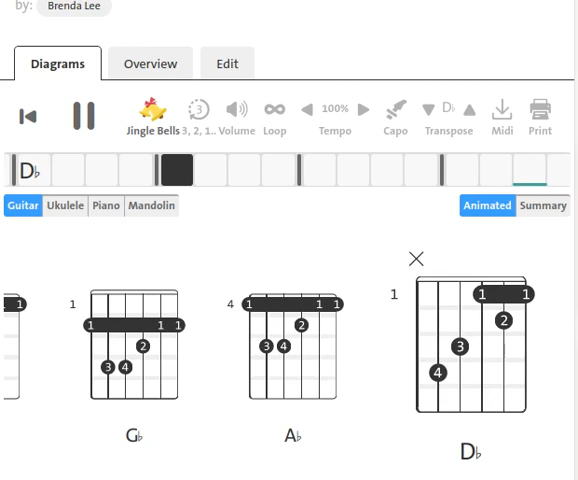 by: Brenda Lee
Diagrams Overview Edit
3 100% D♭
Jingle Bells 3, 2, 1.. Volume Loop Tempo Capo Transpose Midi Print
D♭
Guitar Ukulele Piano Mandolin Animated Summary
1 1 1 1 1 2 3 4
4 1 1 1 2 3 4
1 1 1 2 3 4
G♭ A♭ D♭